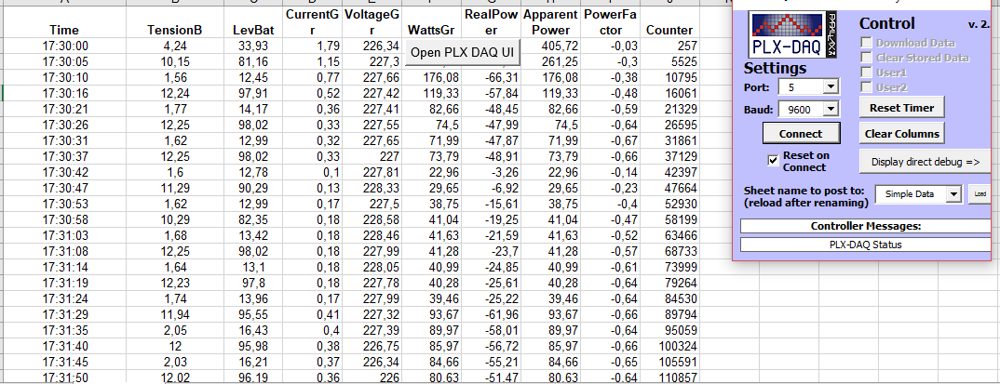 CurrentG VoltageG RealPow Apparent PowerFa
Time TensionB LevBat r r WattsGr er Power ctor Counter
17:30:00 4,24 33,93 1,79 226,34 405,72 -0,03 257
17:30:05 10,15 81,16 1,15 227,3 261,25 -0,3 5525
Open PLX DAQ UI
17:30:10 1,56 12,45 0,77 227,66 176,08 -66,31 176,08 -0,38 10795
17:30:16 12,24 97,91 0,52 227,42 119,33 -57,84 119,33 -0,48 16061
17:30:21 1,77 14,17 0,36 227,41 82,66 -48,45 82,66 -0,59 21329
17:30:26 12,25 98,02 0,33 227,55 74,5 -47,99 74,5 -0,64 26595
17:30:31 1,62 12,99 0,32 227,65 71,99 -47,87 71,99 -0,67 31861
17:30:37 12,25 98,02 0,33 227 73,79 -48,91 73,79 -0,66 37129
17:30:42 1,6 12,78 0,1 227,81 22,96 -3,26 22,96 -0,14 42397
17:30:47 11,29 90,29 0,13 228,33 29,65 -6,92 29,65 -0,23 47664
17:30:53 1,62 12,99 0,17 227,5 38,75 -15,61 38,75 -0,4 52930
17:30:58 10,29 82,35 0,18 228,58 41,04 -19,25 41,04 -0,47 58199
17:31:03 1,68 13,42 0,18 228,46 41,63 -21,59 41,63 -0,52 63466
17:31:08 12,25 98,02 0,18 227,99 41,28 -23,7 41,28 -0,57 68733
17:31:14 1,64 13,1 0,18 228,05 40,99 -24,85 40,99 -0,61 73999
17:31:19 12,23 97,8 0,18 227,78 40,28 -25,61 40,28 -0,64 79264
17:31:24 1,74 13,96 0,17 227,99 39,46 -25,22 39,46 -0,64 84530
17:31:29 11,94 95,55 0,41 227,32 93,67 -61,96 93,67 -0,66 89794
17:31:35 2,05 16,43 0,4 227,39 89,97 -58,01 89,97 -0,64 95059
17:31:40 12 95,98 0,38 226,75 85,97 -56,72 85,97 -0,66 100324
17:31:45 2,03 16,21 0,37 226,34 84,66 -55,21 84,66 -0,65 105591
17:31:50 12,02 96,19 0,36 226 80,63 -51,47 80,63 -0,64 110857
PLX-DAQ
PARALLAX
Control v. 2.
Download Data
Clear Stored Data
User1
User2
Settings
Port: 5
Baud: 9600
Reset Timer
Connect
Clear Columns
Reset on
Connect
Display direct debug =>
Sheet name to post to:
(reload after renaming)
Simple Data
Load
Controller Messages:
PLX-DAQ Status